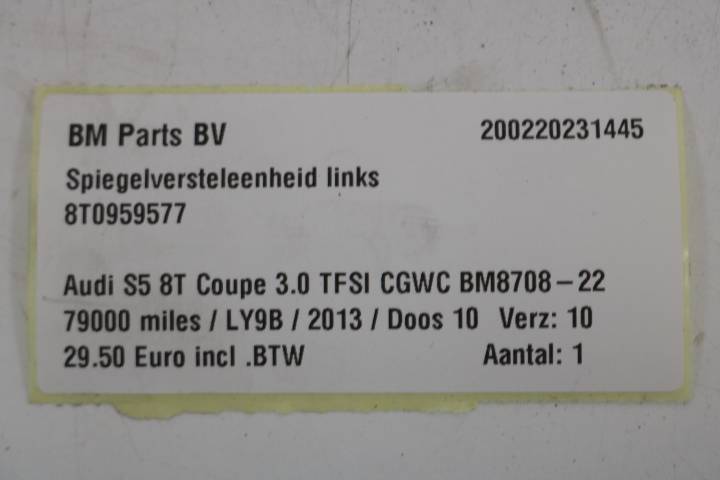 BM Parts BV 200220231445
Spiegelversteleenheid links
8T0959577
Audi S5 8T Coupe 3.0 TFSI CGWC BM8708-22
79000 miles / LY9B / 2013 / Doos 10 Verz: 10
29.50 Euro incl .BTW Aantal: 1